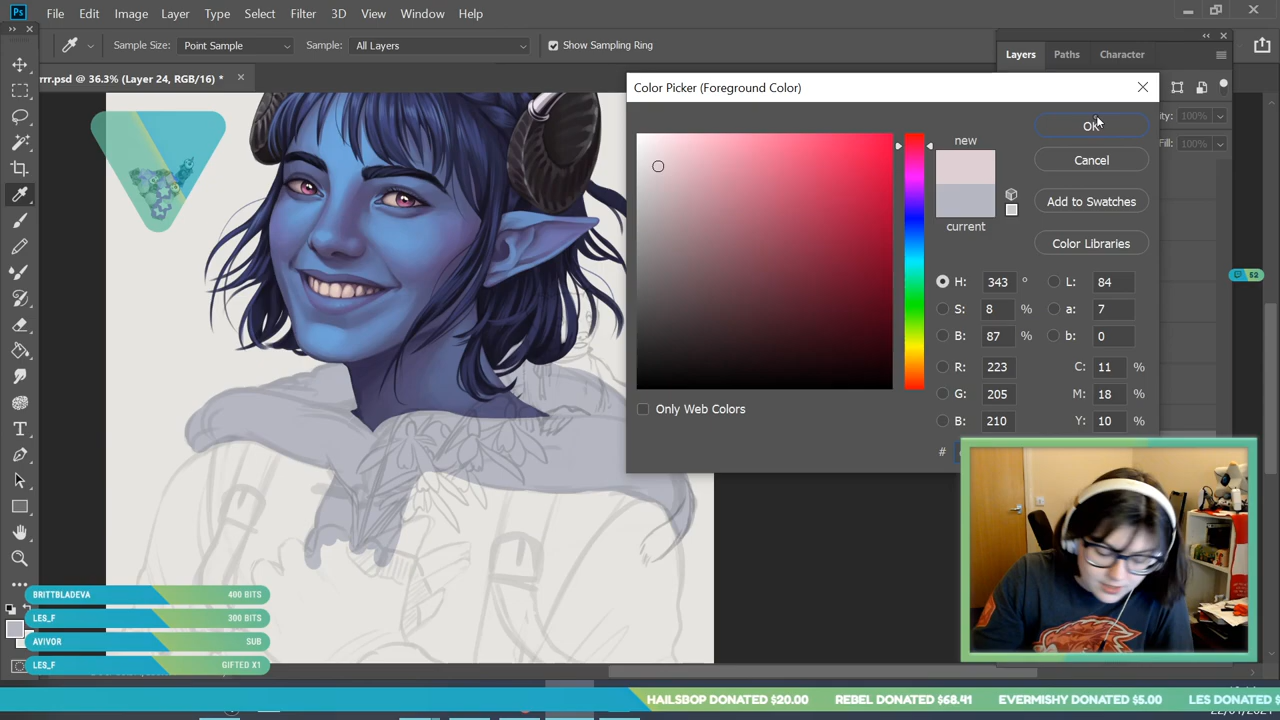 Ps File Edit Image Layer Type Select Filter 3D View Window Help
Sample Size: Point Sample Sample: All Layers Show Sampling Ring
rrr.psd @ 36.3% (Layer 24, RGB/16) *
Layers Paths Character
Color Picker (Foreground Color)
new
current
OK
Cancel
Add to Swatches
Color Libraries
100%
Fill: 100%
H: 343 ° L: 84
S: 8 % a: 7
B: 87 % b: 0
R: 223 C: 11 %
G: 205 M: 18 %
B: 210 Y: 10 %
#
Only Web Colors
52
BRITTBLADEVA 400 BITS
LES_F 300 BITS
AVIVOR SUB
LES_F GIFTED X1
HAILSBOP DONATED $20.00 REBEL DONATED $68.41 EVERMISHY DONATED $5.00 LES DONATED